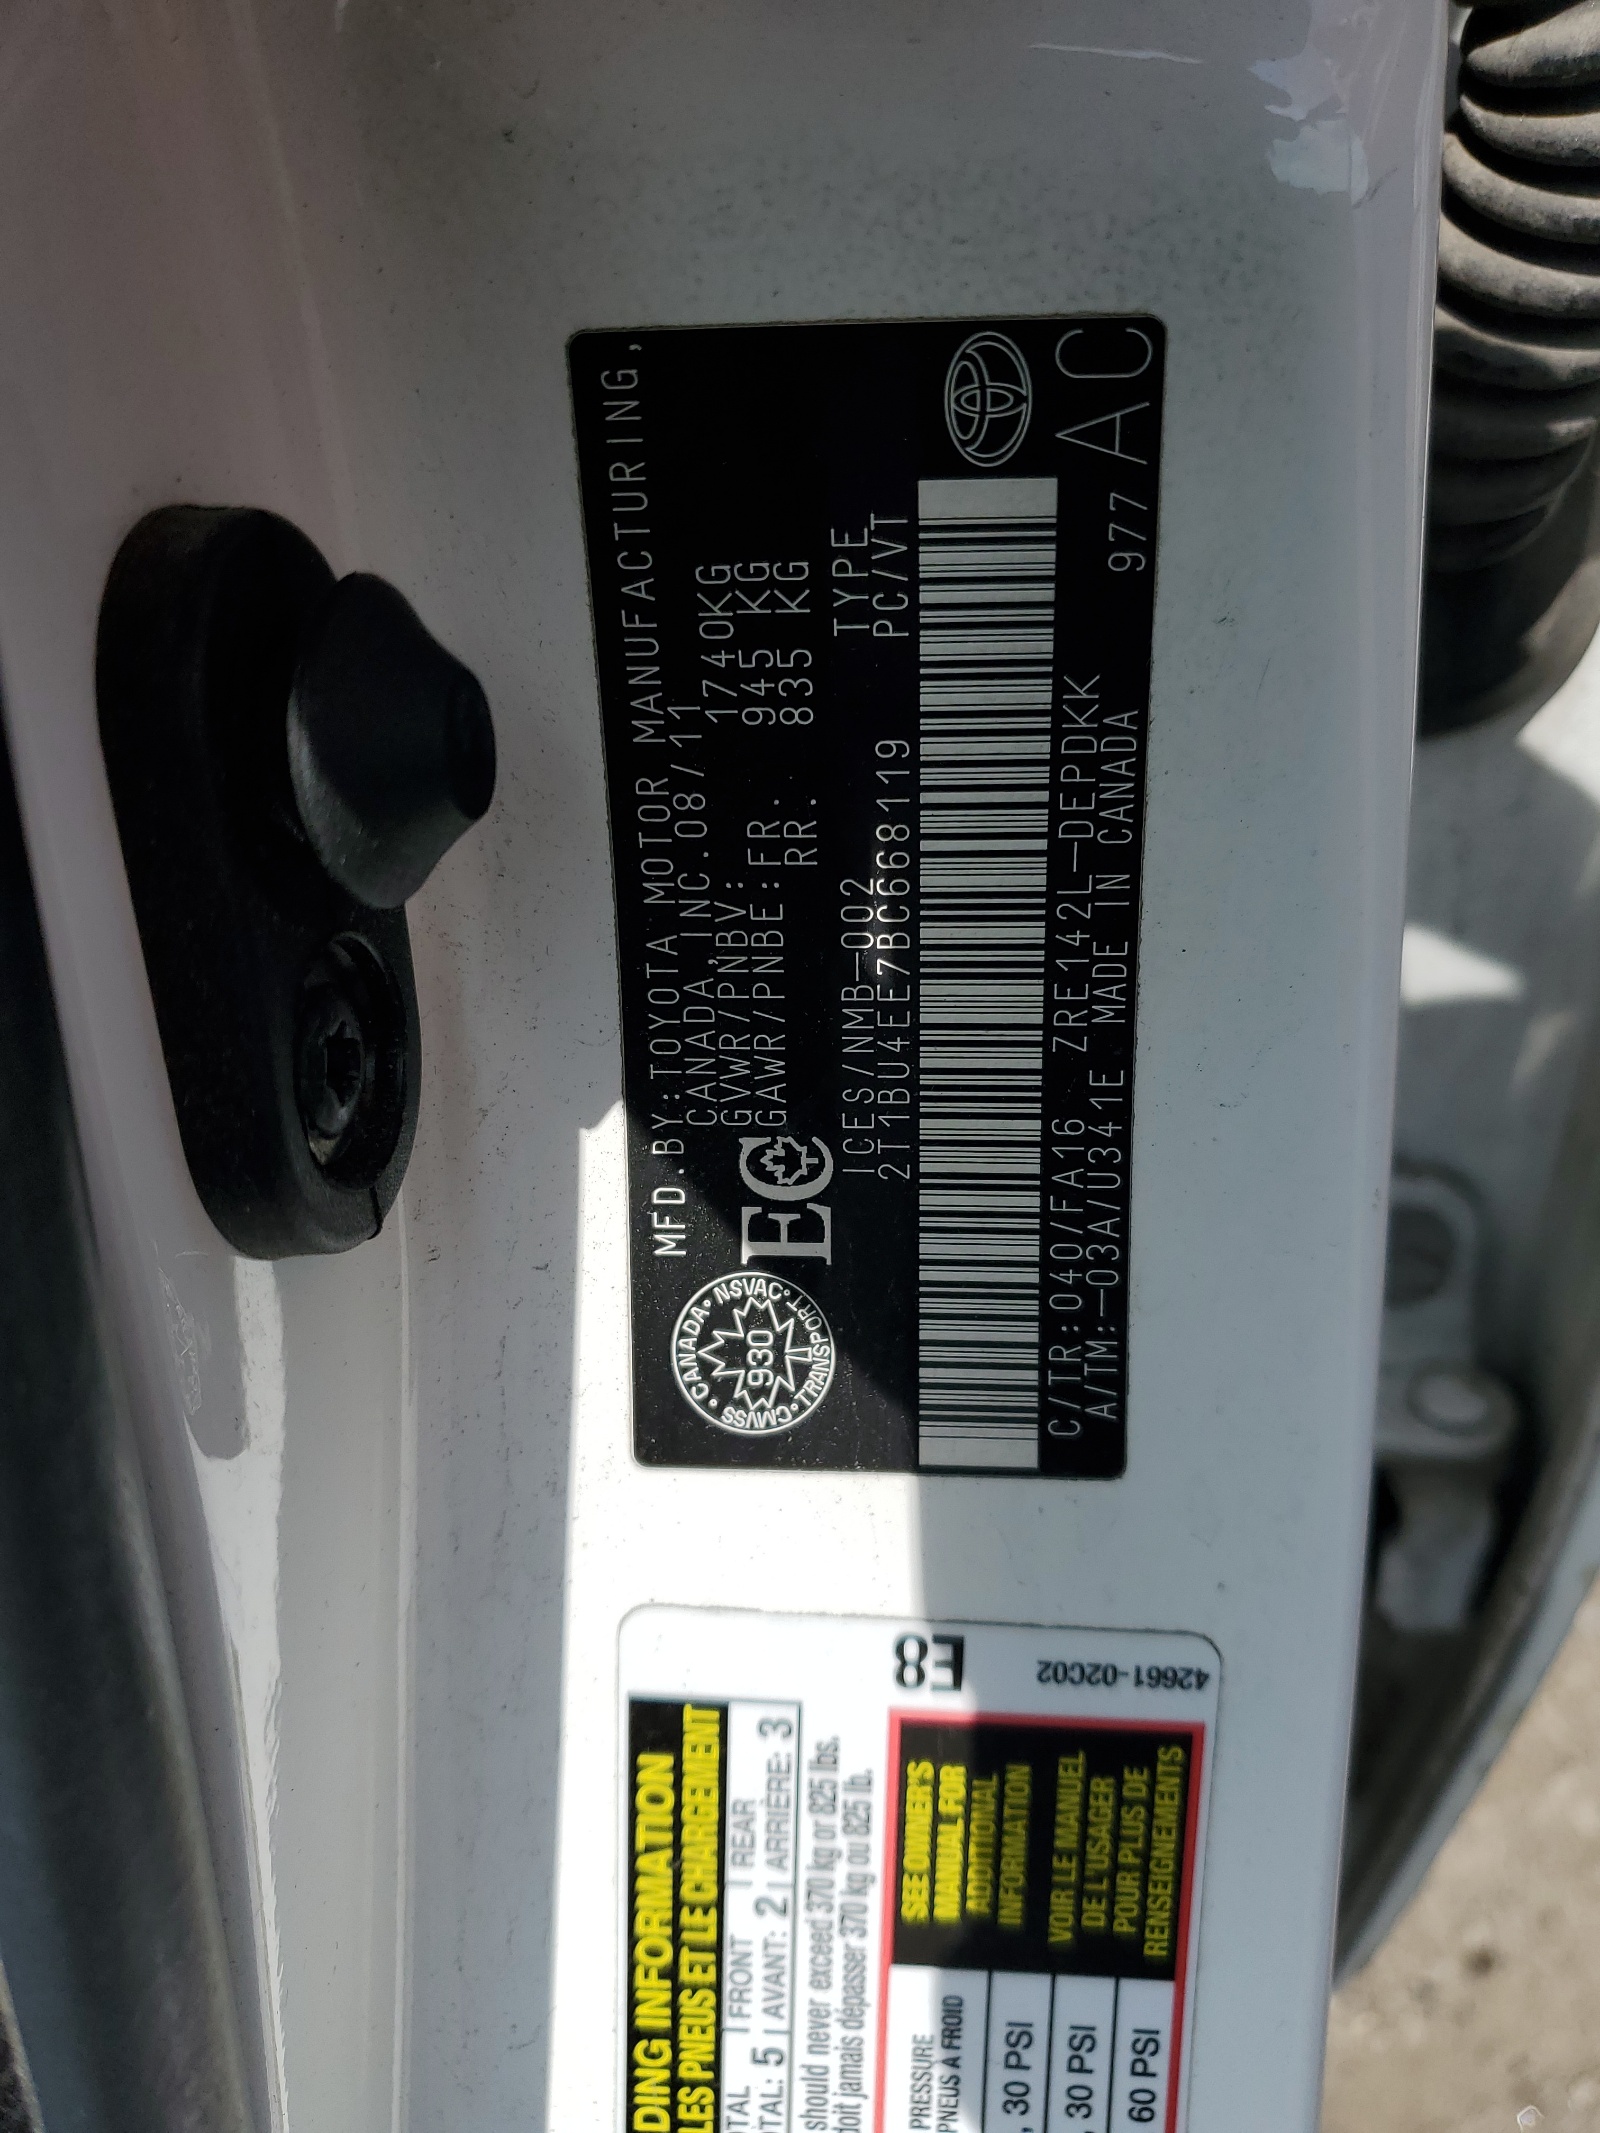 MFD.BY:TOYOTA MOTOR MANUFACTURING,
CANADA,INC.08/11
GVWR/PNBV: 1740KG
GAWR/PNBE:FR. 945 KG
RR. 835 KG
•CANADA• NSVAC•
930
CMVSS•TRANSPORT
EC
ICES/NMB-002 TYPE
2T1BU4EE7BC668119 PC/VT
C/TR:040/FA16 ZRE142L-DEPDKK
A/TM:-03A/U341E MADE IN CANADA 977 AC
DING INFORMATION
LES PNEUS ET LE CHARGEMENT
OTAL | FRONT | REAR
OTAL: 5 | AVANT: 2 | ARRIÈRE: 3
should never exceed 370 kg or 825 lbs.
doit jamais dépasser 370 kg ou 825 lb.
E8
PRESSURE
PNEUS A FROID
, 30 PSI
, 30 PSI
60 PSI
SEE OWNER'S
MANUAL FOR
ADDITIONAL
INFORMATION
VOIR LE MANUEL
DE L'USAGER
POUR PLUS DE
RENSEIGNEMENTS
42661-02C02